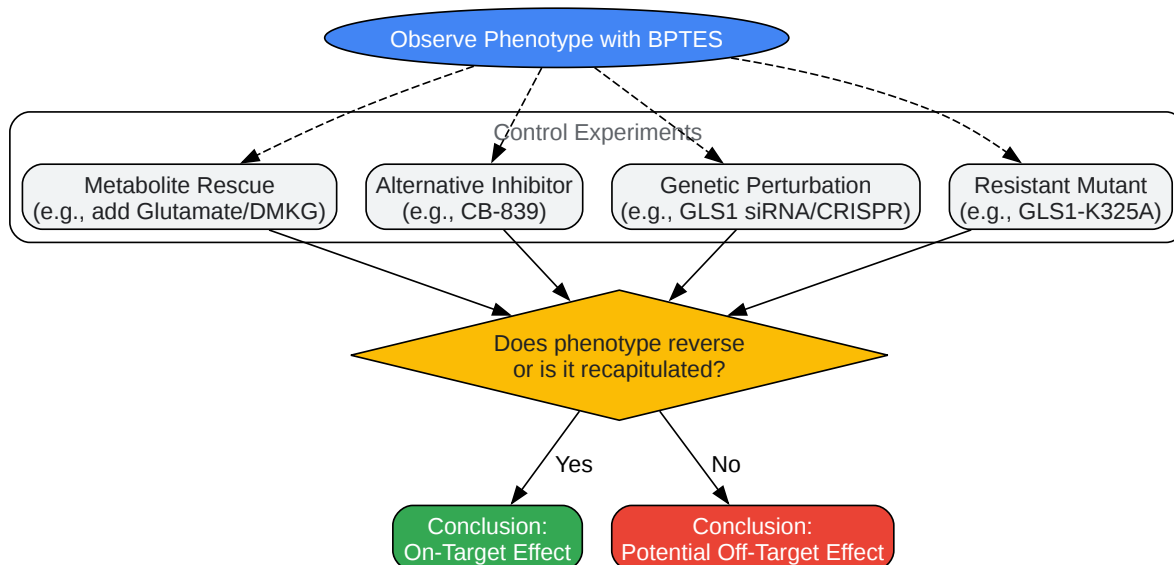 Observe Phenotype with BPTES
Control Experiments
Metabolite Rescue
(e.g., add Glutamate/DMKG)
Alternative Inhibitor
(e.g., CB-839)
Genetic Perturbation
(e.g., GLS1 siRNA/CRISPR)
Resistant Mutant
(e.g., GLS1-K325A)
Does phenotype reverse
or is it recapitulated?
Yes
No
Conclusion:
On-Target Effect
Conclusion:
Potential Off-Target Effect